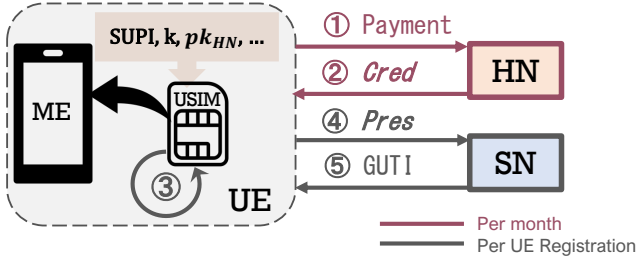 SUPI, k, pk_HN, ...
① Payment
② Cred
HN
ME
USIM
③
UE
④ Pres
⑤ GUTI
SN
Per month
Per UE Registration